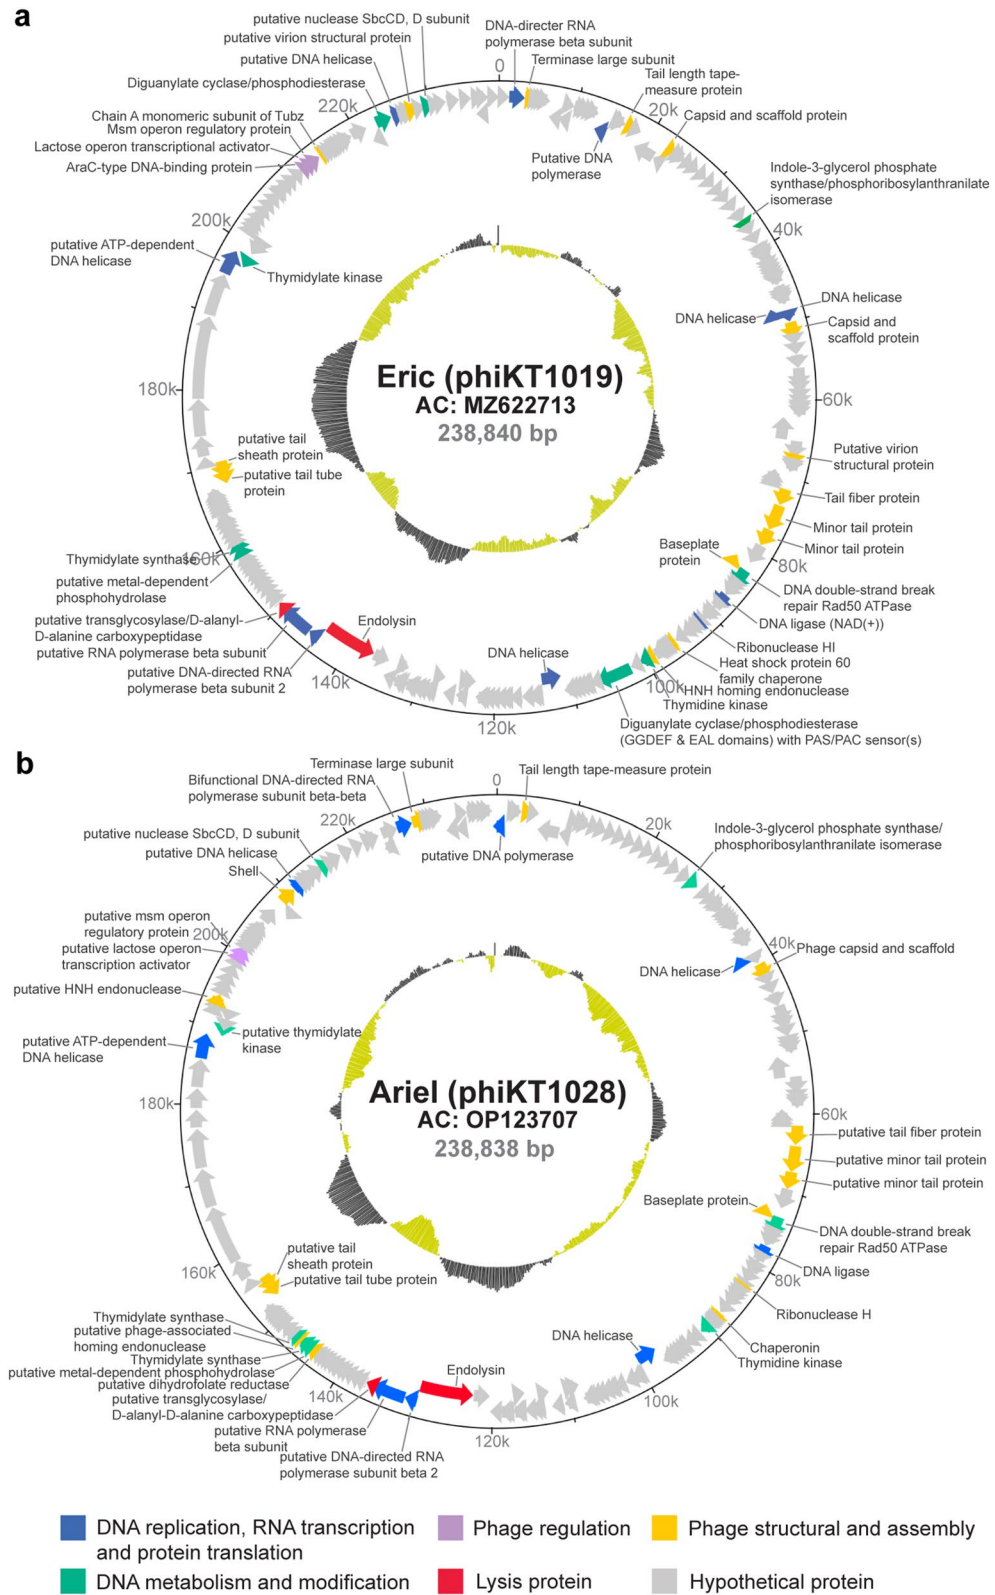 a
putative nuclease SbcCD, D subunit
putative virion structural protein
putative DNA helicase
Diguanylate cyclase/phosphodiesterase
Chain A monomeric subunit of Tubz
Msm operon regulatory protein
Lactose operon transcriptional activator
AraC-type DNA-binding protein
putative ATP-dependent
DNA helicase
Thymidylate kinase
DNA-directer RNA
polymerase beta subunit
Terminase large subunit
Tail length tape-
measure protein
Capsid and scaffold protein
Putative DNA
polymerase
Indole-3-glycerol phosphate
synthase/phosphoribosylanthranilate
isomerase
DNA helicase
DNA helicase
Capsid and
scaffold protein
0
20k
40k
60k
80k
100k
120k
140k
160k
180k
200k
220k
Eric (phiKT1019)
AC: MZ622713
238,840 bp
Putative virion
structural protein
Tail fiber protein
Minor tail protein
Minor tail protein
Baseplate
protein
DNA double-strand break
repair Rad50 ATPase
DNA ligase (NAD(+))
Ribonuclease HI
Heat shock protein 60
family chaperone
HNH homing endonuclease
Thymidine kinase
Diguanylate cyclase/phosphodiesterase
(GGDEF & EAL domains) with PAS/PAC sensor(s)
DNA helicase
Endolysin
putative tail
sheath protein
putative tail tube
protein
Thymidylate synthase
putative metal-dependent
phosphohydrolase
putative transglycosylase/D-alanyl-
D-alanine carboxypeptidase
putative RNA polymerase beta subunit
putative DNA-directed RNA
polymerase beta subunit 2
b
Terminase large subunit
Bifunctional DNA-directed RNA
polymerase subunit beta-beta
putative nuclease SbcCD, D subunit
putative DNA helicase
Shell
putative msm operon
regulatory protein
putative lactose operon
transcription activator
putative HNH endonuclease
putative ATP-dependent
DNA helicase
putative thymidylate
kinase
Tail length tape-measure protein
putative DNA polymerase
Indole-3-glycerol phosphate synthase/
phosphoribosylanthranilate isomerase
DNA helicase
Phage capsid and scaffold
0
20k
40k
60k
80k
100k
120k
140k
160k
180k
200k
220k
Ariel (phiKT1028)
AC: OP123707
238,838 bp
putative tail fiber protein
putative minor tail protein
putative minor tail protein
Baseplate protein
DNA double-strand break
repair Rad50 ATPase
DNA ligase
Ribonuclease H
Chaperonin
Thymidine kinase
DNA helicase
Endolysin
putative tail
sheath protein
putative tail tube protein
Thymidylate synthase
putative phage-associated
homing endonuclease
Thymidylate synthase
putative metal-dependent phosphohydrolase
putative dihydrofolate reductase
putative transglycosylase/
D-alanyl-D-alanine carboxypeptidase
putative RNA polymerase
beta subunit
putative DNA-directed RNA
polymerase subunit beta 2
DNA replication, RNA transcription
and protein translation
Phage regulation
Phage structural and assembly
DNA metabolism and modification
Lysis protein
Hypothetical protein